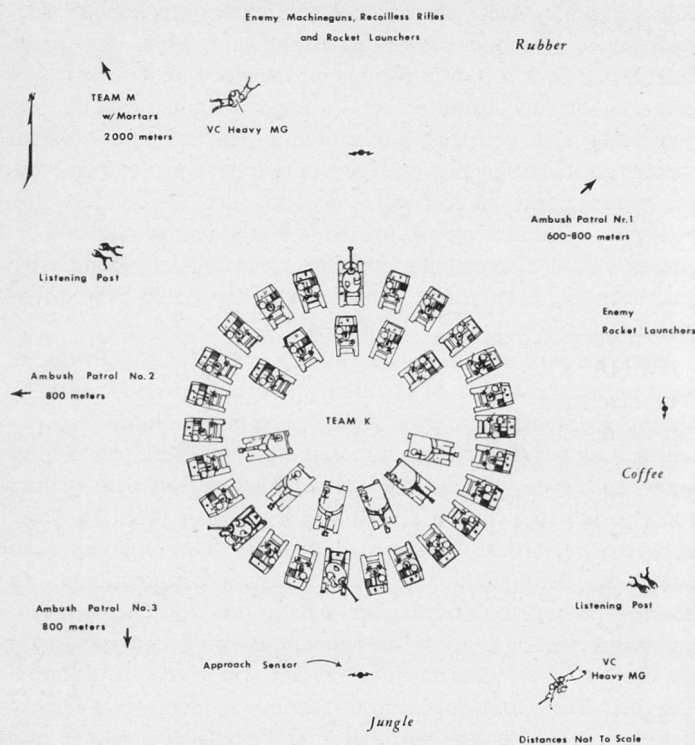 Enemy Machineguns, Recoilless Rifles
and Rocket Launchers
Rubber
TEAM M
w/Mortars
2000 meters
VC Heavy MG
N
Ambush Patrol Nr.1
600-800 meters
Listening Post
Enemy
Rocket Launchers
Ambush Patrol No.2
800 meters
TEAM K
Coffee
Ambush Patrol No.3
800 meters
Listening Post
Approach Sensor
VC
Heavy MG
Jungle
Distances Not To Scale